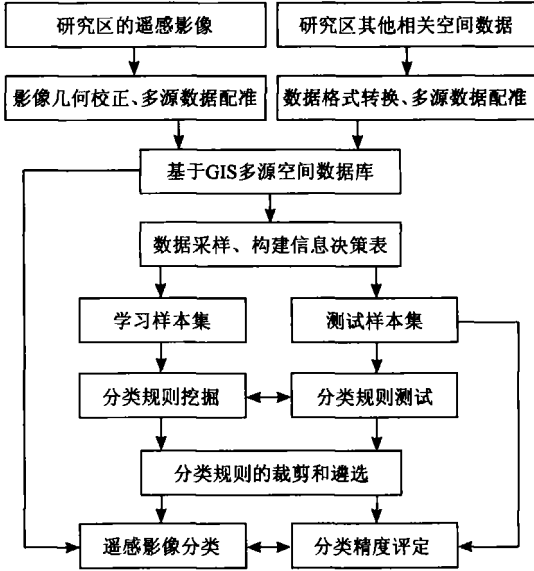 研究区的遥感影像
研究区其他相关空间数据
影像几何校正、多源数据配准
数据格式转换、多源数据配准
基于GIS多源空间数据库
数据采样、构建信息决策表
学习样本集
测试样本集
分类规则挖掘
分类规则测试
分类规则的裁剪和遴选
遥感影像分类
分类精度评定